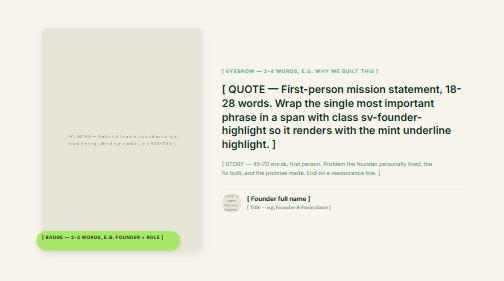 [ EYEBROW — 2–4 WORDS, E.G. WHY WE BUILT THIS ]
[ QUOTE — First-person mission statement, 18-
28 words. Wrap the single most important
phrase in a span with class sv-founder-
highlight so it renders with the mint underline
highlight. ]
[ STORY — 45-70 words, first person. Problem the founder personally lived, the
fix built, and the promise made. End on a reassurance line. ]
[ Founder full name ]
[ Title — e.g. Founder & Formulator ]
[ BADGE — 2–3 WORDS, E.G. FOUNDER + ROLE ]